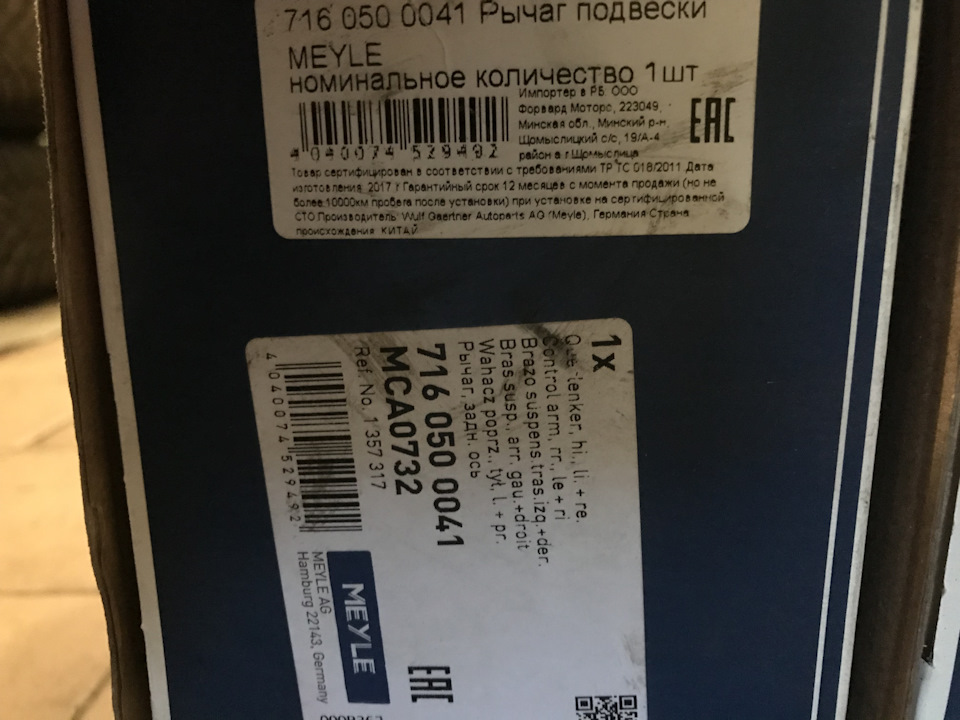 716 050 0041 Рычаг подвески
MEYLE
номинальное количество 1шт
Импортер в РБ ООО
Форвард Моторс, 223049,
Минская обл., Минский р-н,
Щомыслицкий с/с, 19/А-4
район а.г.Щомыслица
EAC
4 040074 529492
Товар сертифицирован в соответствии с требованиями ТР ТС 018/2011 Дата
изготовления 2017 г Гарантийный срок 12 месяцев с момента продажи (но не
более 10000км пробега после установки) при установке на сертифицированной
СТО Производитель: Wulf Gaertner Autoparts AG (Meyle), Германия Страна
происхождения КИТАЙ
1x
hi., li. + re.
Control arm, rr., le + ri
Brazo suspens.tras.izq.+der.
Bras susp., arr. gau.+droit
Wahacz poprz., tył. l. + pr.
Рычаг, задн. ось
716 050 0041
MCA0732
Ref. No. 1 357 317
4 040074 529492
MEYLE
MEYLE AG
Hamburg 22143, Germany
EAC